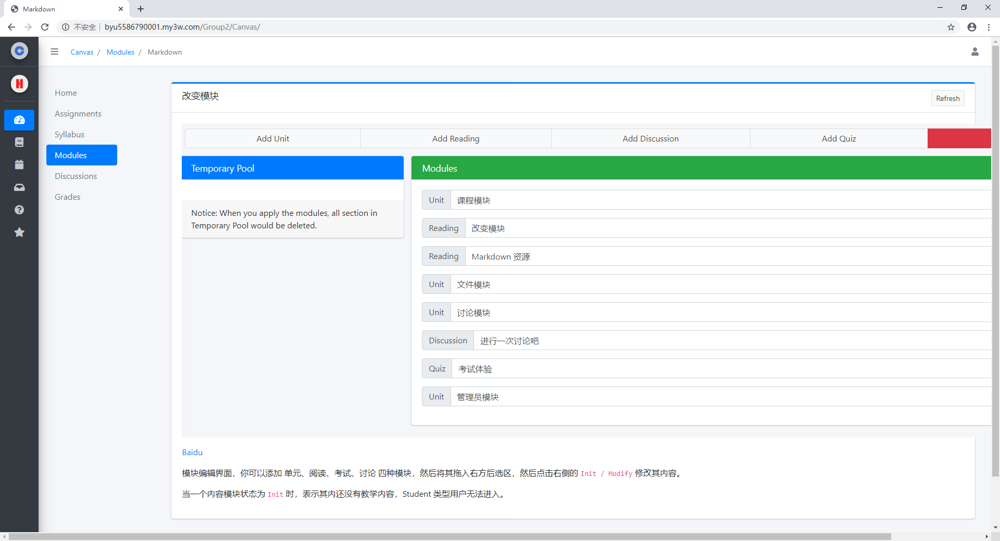 Markdown
不安全 byu5586790001.my3w.com/Group2/Canvas/
Canvas / Modules / Markdown
Home
Assignments
Syllabus
Modules
Discussions
Grades
改变模块
Refresh
Add Unit
Add Reading
Add Discussion
Add Quiz
Temporary Pool
Notice: When you apply the modules, all section in
Temporary Pool would be deleted.
Modules
Unit 课程模块
Reading 改变模块
Reading Markdown 资源
Unit 文件模块
Unit 讨论模块
Discussion 进行一次讨论吧
Quiz 考试体验
Unit 管理员模块
Baidu
模块编辑界面，你可以添加 单元、阅读、考试、讨论 四种模块，然后将其拖入右方后选区，然后点击右侧的 Init / Modify 修改其内容。
当一个内容模块状态为 Init 时，表示其内还没有教学内容，Student 类型用户无法进入。